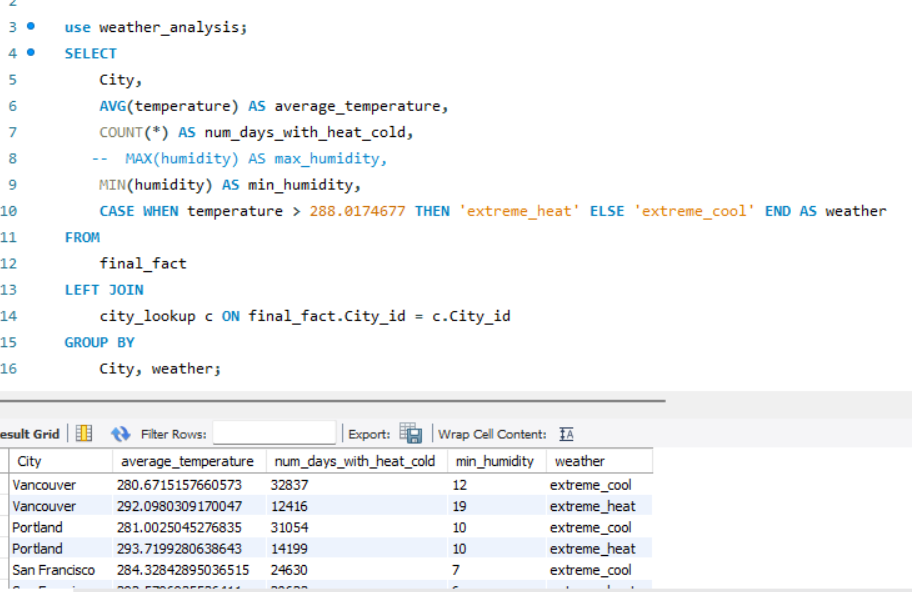 2
3 use weather_analysis;
4 SELECT
5 City,
6 AVG(temperature) AS average_temperature,
7 COUNT(*) AS num_days_with_heat_cold,
8 -- MAX(humidity) AS max_humidity,
9 MIN(humidity) AS min_humidity,
10 CASE WHEN temperature > 288.0174677 THEN 'extreme_heat' ELSE 'extreme_cool' END AS weather
11 FROM
12 final_fact
13 LEFT JOIN
14 city_lookup c ON final_fact.City_id = c.City_id
15 GROUP BY
16 City, weather;
esult Grid Filter Rows: Export: Wrap Cell Content:
City average_temperature num_days_with_heat_cold min_humidity weather
Vancouver 280.6715157660573 32837 12 extreme_cool
Vancouver 292.0980309170047 12416 19 extreme_heat
Portland 281.0025045276835 31054 10 extreme_cool
Portland 293.7199280638643 14199 10 extreme_heat
San Francisco 284.32842895036515 24630 7 extreme_cool